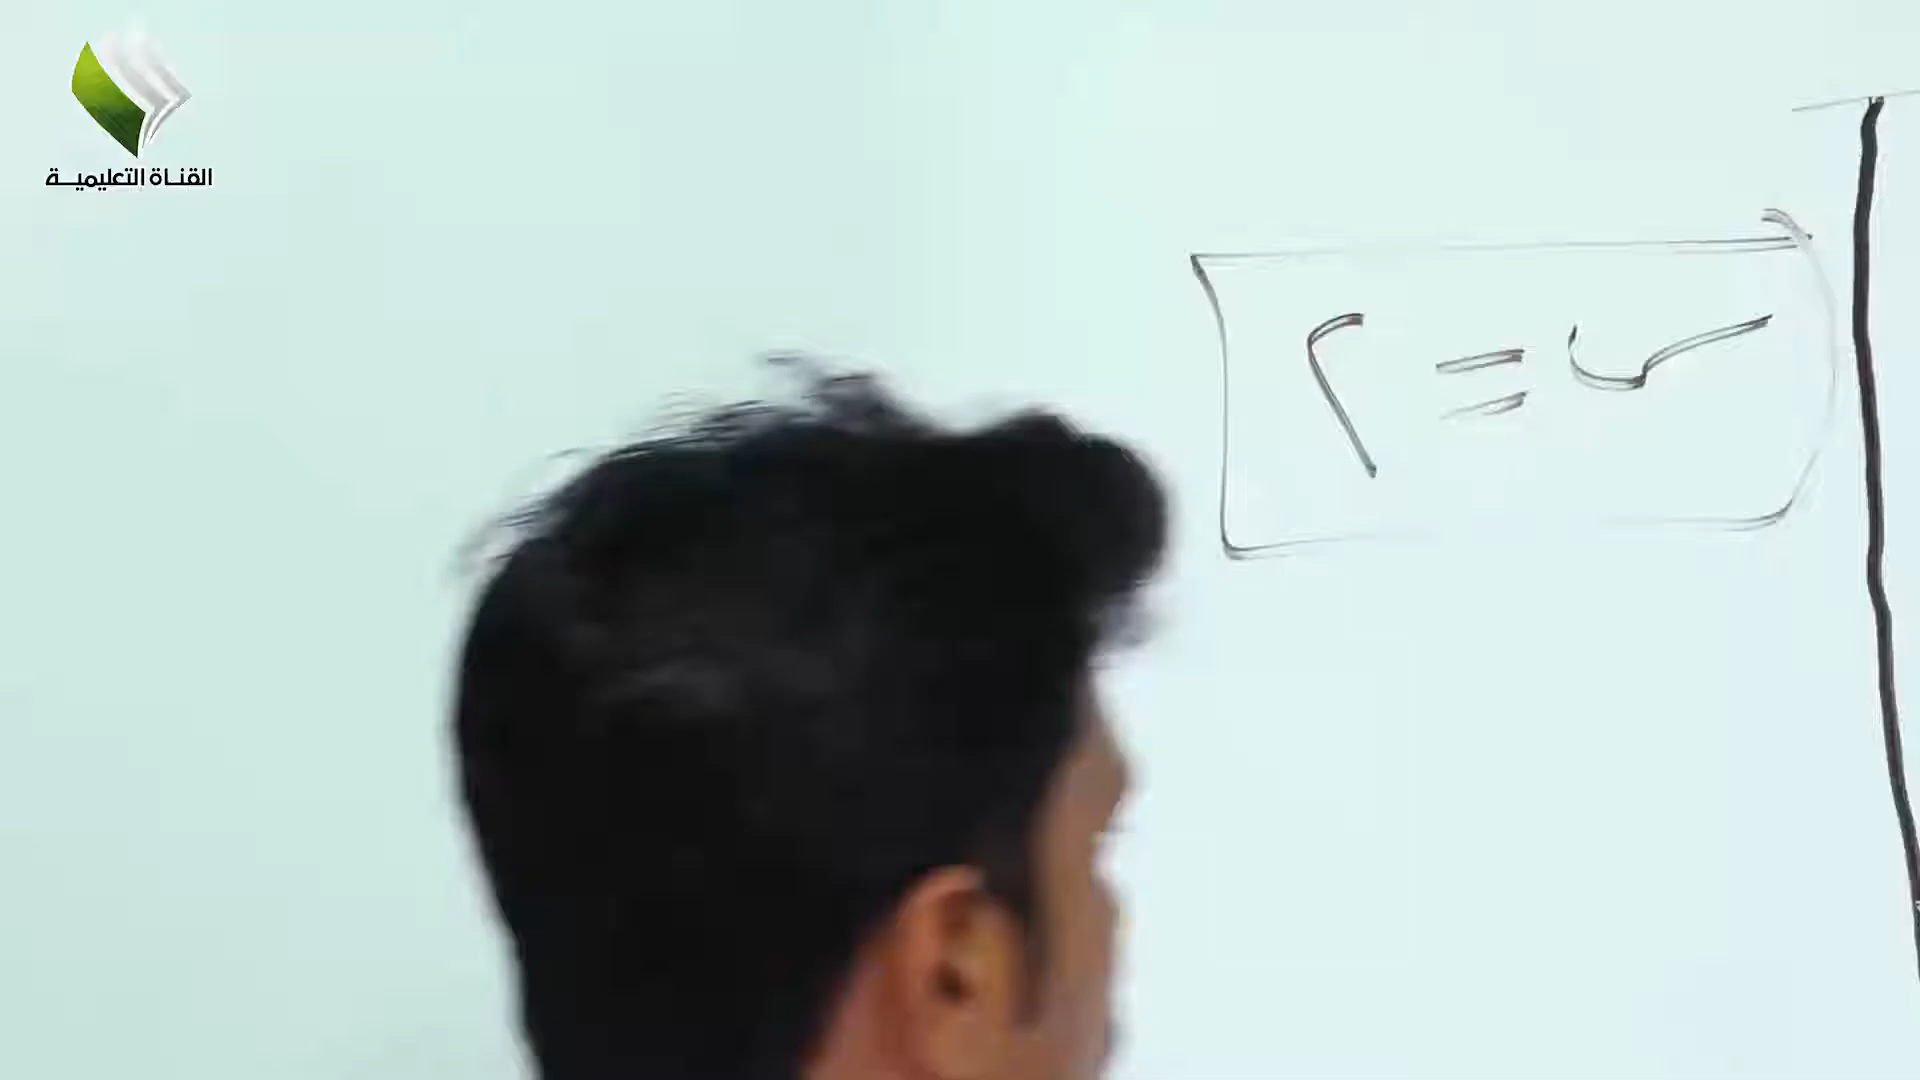 القناة التعليمية
س = ٢